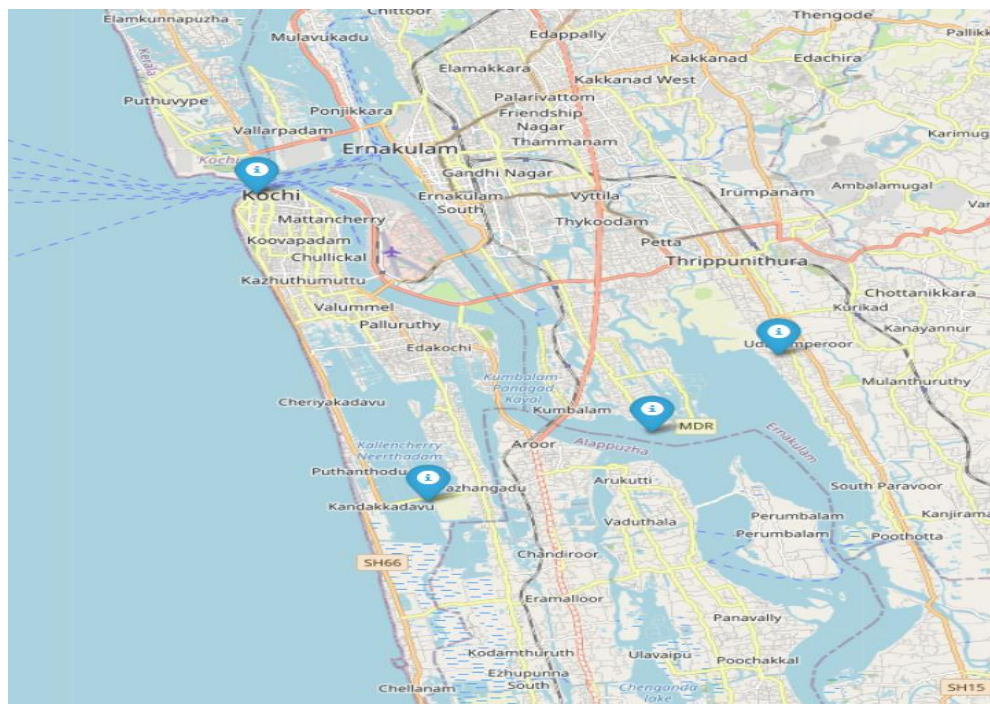 Elamkunnapuzha
Chittoor
Thengode
Mulavukadu
Edappally
Pallik
Kerala
Elamakkara
Kakkanad
Edachira
Kakkanad West
Puthuvype
Ponjikkara
Palarivattom
Friendship
Nagar
Vallarpadam
Thammanam
Karimug
Ernakulam
Gandhi Nagar
Kochi
Ernakulam
South
Vyttila
Irumpanam
Ambalamugal
Mattancherry
Thykoodam
Koovapadam
Petta
Chullickal
Thrippunithura
Kazhuthumuttu
Chottanikkara
Valummel
Kurikad
Palluruthy
Kanayannur
Edakochi
Mulanthuruthy
Kumbalam
Panagad
Kayal
Cheriyakadavu
Kumbalam
MDR
Ernakulam
Kallencherry
Neerthadam
Aroor
Alappuzha
Puthanthodu
Arukutti
South Paravoor
Kandakkadavu
Vaduthala
Perumbalam
Perumbalam
Kanjirama
Poothotta
SH66
Chandiroor
Eramalloor
Panavally
Kodamthuruth
Ulavaipu
Poochakkal
Ezhupunna
South
Chellanam
Chenganda
lake
SH15